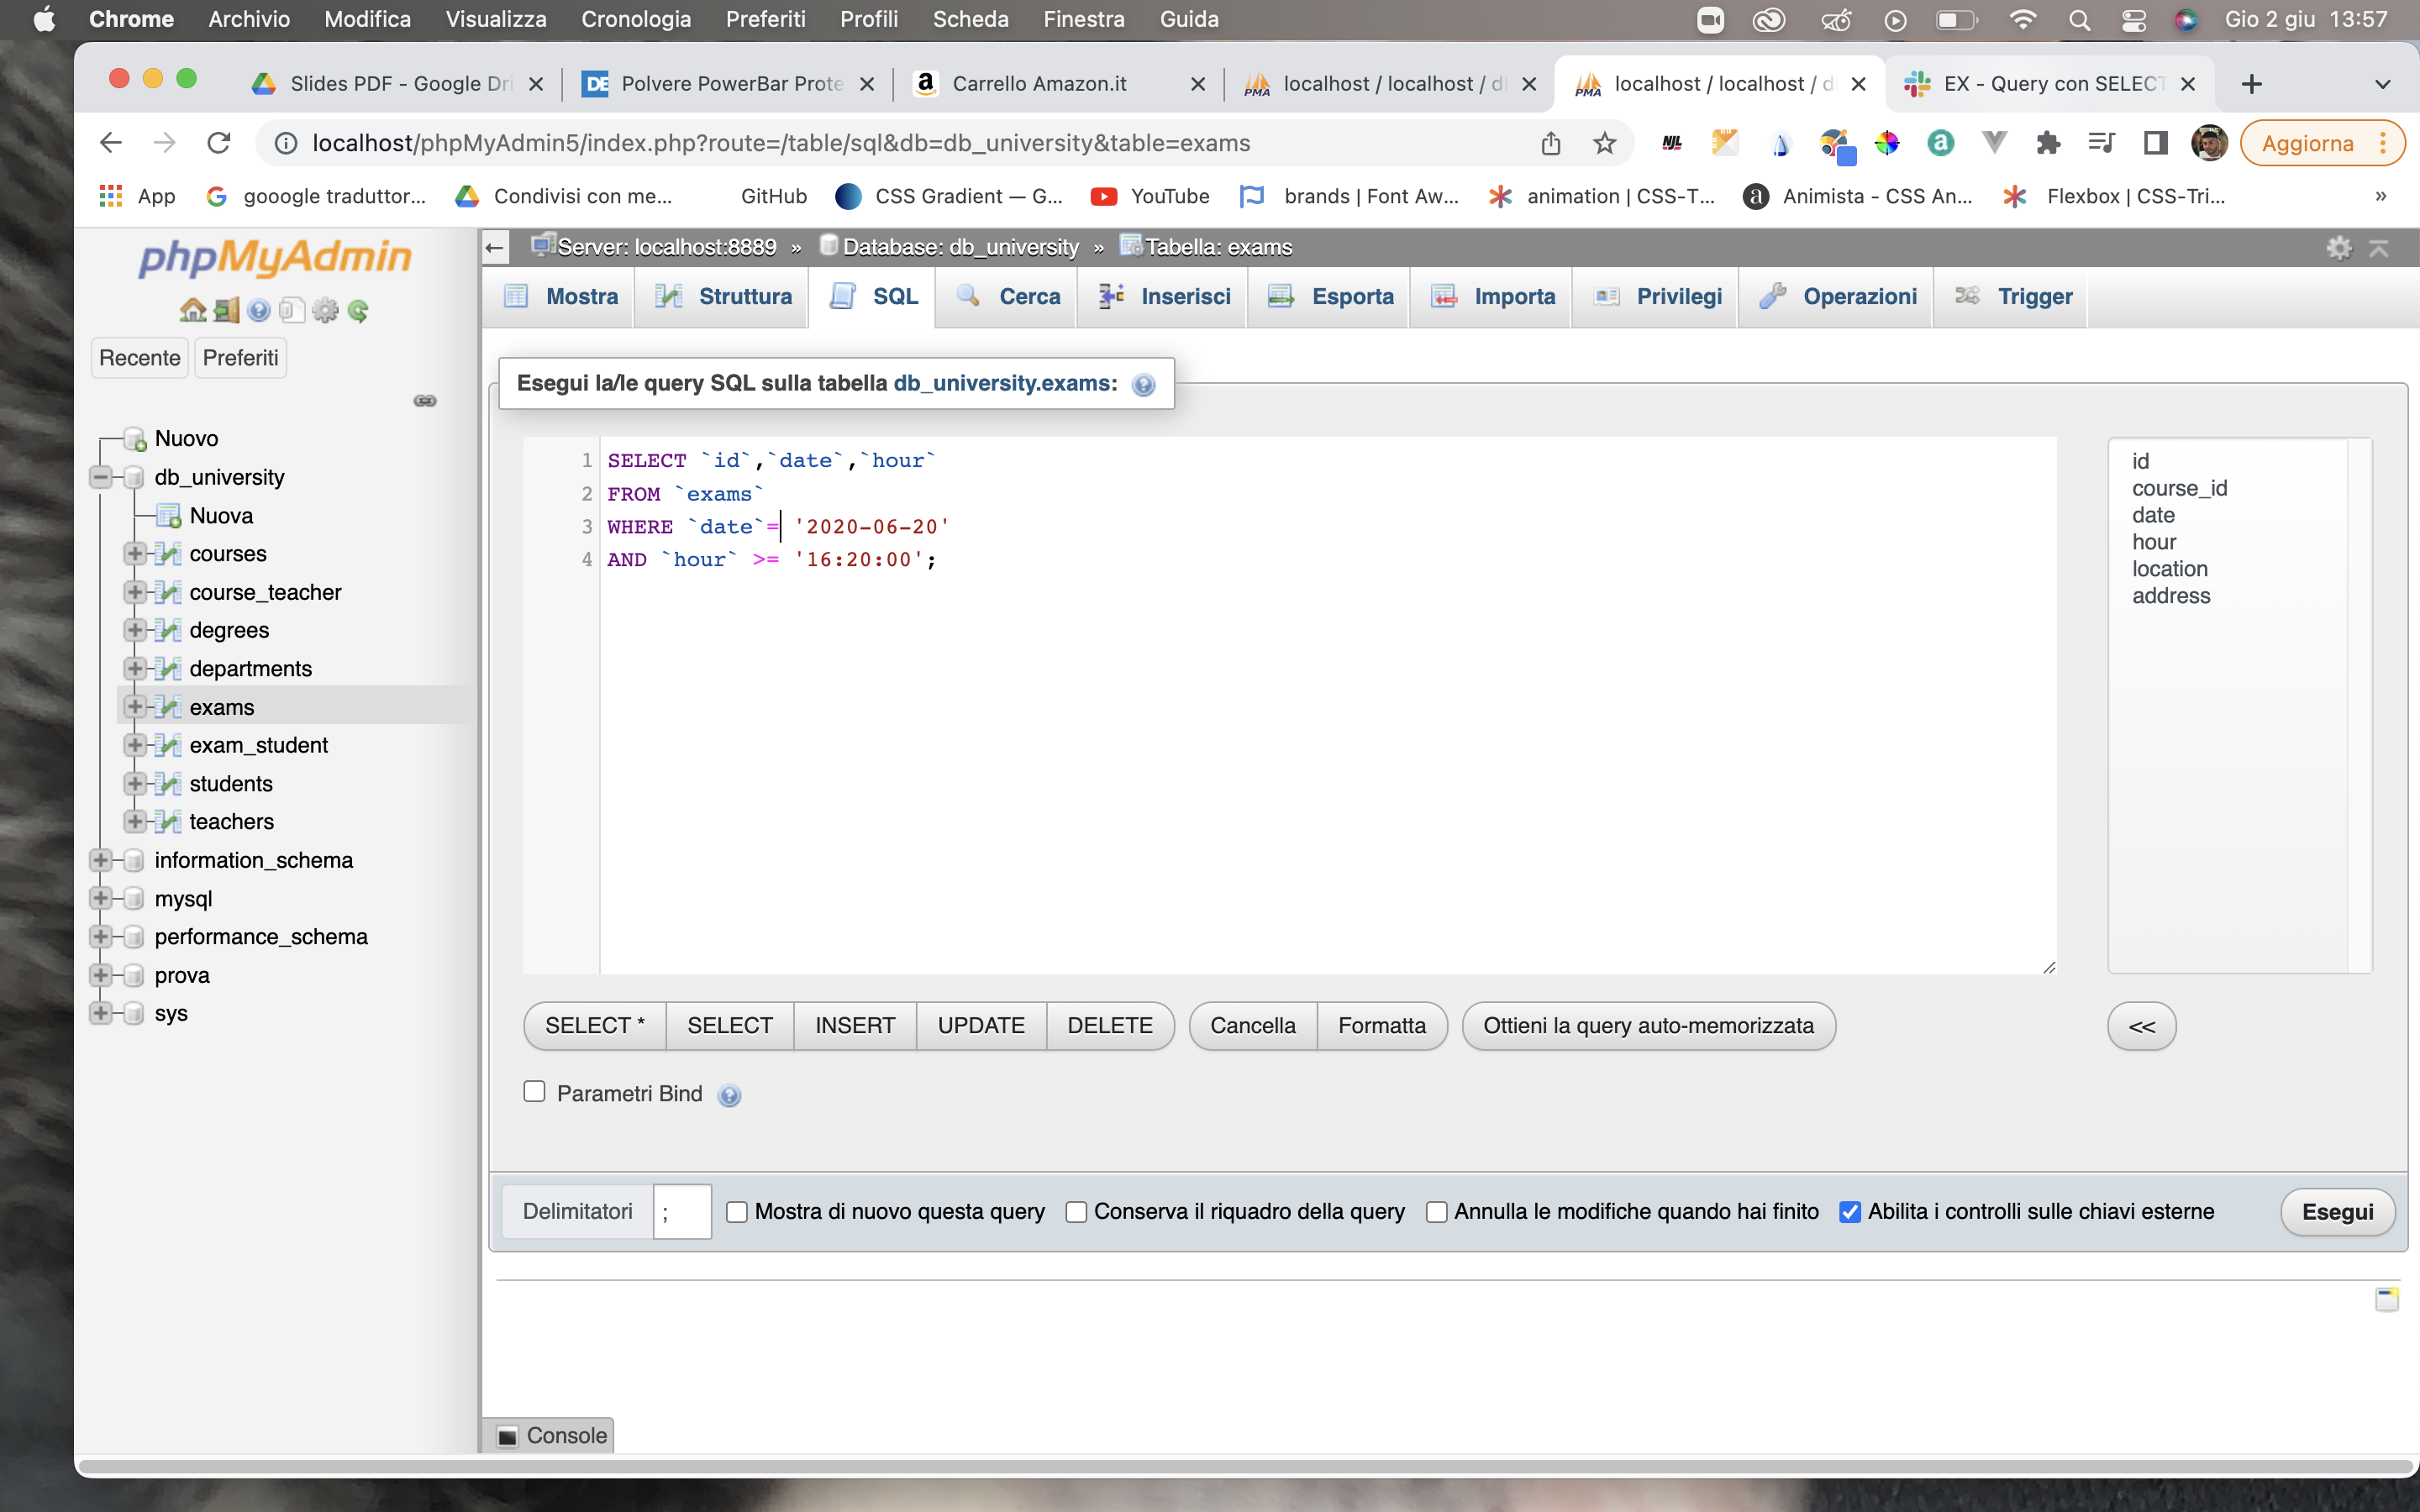 Chrome Archivio Modifica Visualizza Cronologia Preferiti Profili Scheda Finestra Guida Gio 2 giu 13:57
Slides PDF - Google Dri
DE Polvere PowerBar Prote
a Carrello Amazon.it
PMA localhost / localhost / d
PMA localhost / localhost / d
EX - Query con SELECT
localhost/phpMyAdmin5/index.php?route=/table/sql&db=db_university&table=exams
NJL
a
Aggiorna
App
gooogle traduttor...
Condivisi con me...
GitHub
CSS Gradient — G...
YouTube
brands | Font Aw...
animation | CSS-T...
a Animista - CSS An...
Flexbox | CSS-Tri...
»
phpMyAdmin
Recente Preferiti
Nuovo
db_university
Nuova
courses
course_teacher
degrees
departments
exams
exam_student
students
teachers
information_schema
mysql
performance_schema
prova
sys
Server: localhost:8889 » Database: db_university » Tabella: exams
Mostra Struttura SQL Cerca Inserisci Esporta Importa Privilegi Operazioni Trigger
Esegui la/le query SQL sulla tabella db_university.exams:
1 SELECT `id`,`date`,`hour`
2 FROM `exams`
3 WHERE `date`= '2020-06-20'
4 AND `hour` >= '16:20:00';
id
course_id
date
hour
location
address
SELECT * SELECT INSERT UPDATE DELETE Cancella Formatta Ottieni la query auto-memorizzata <<
Parametri Bind
Delimitatori ; Mostra di nuovo questa query Conserva il riquadro della query Annulla le modifiche quando hai finito Abilita i controlli sulle chiavi esterne Esegui
Console